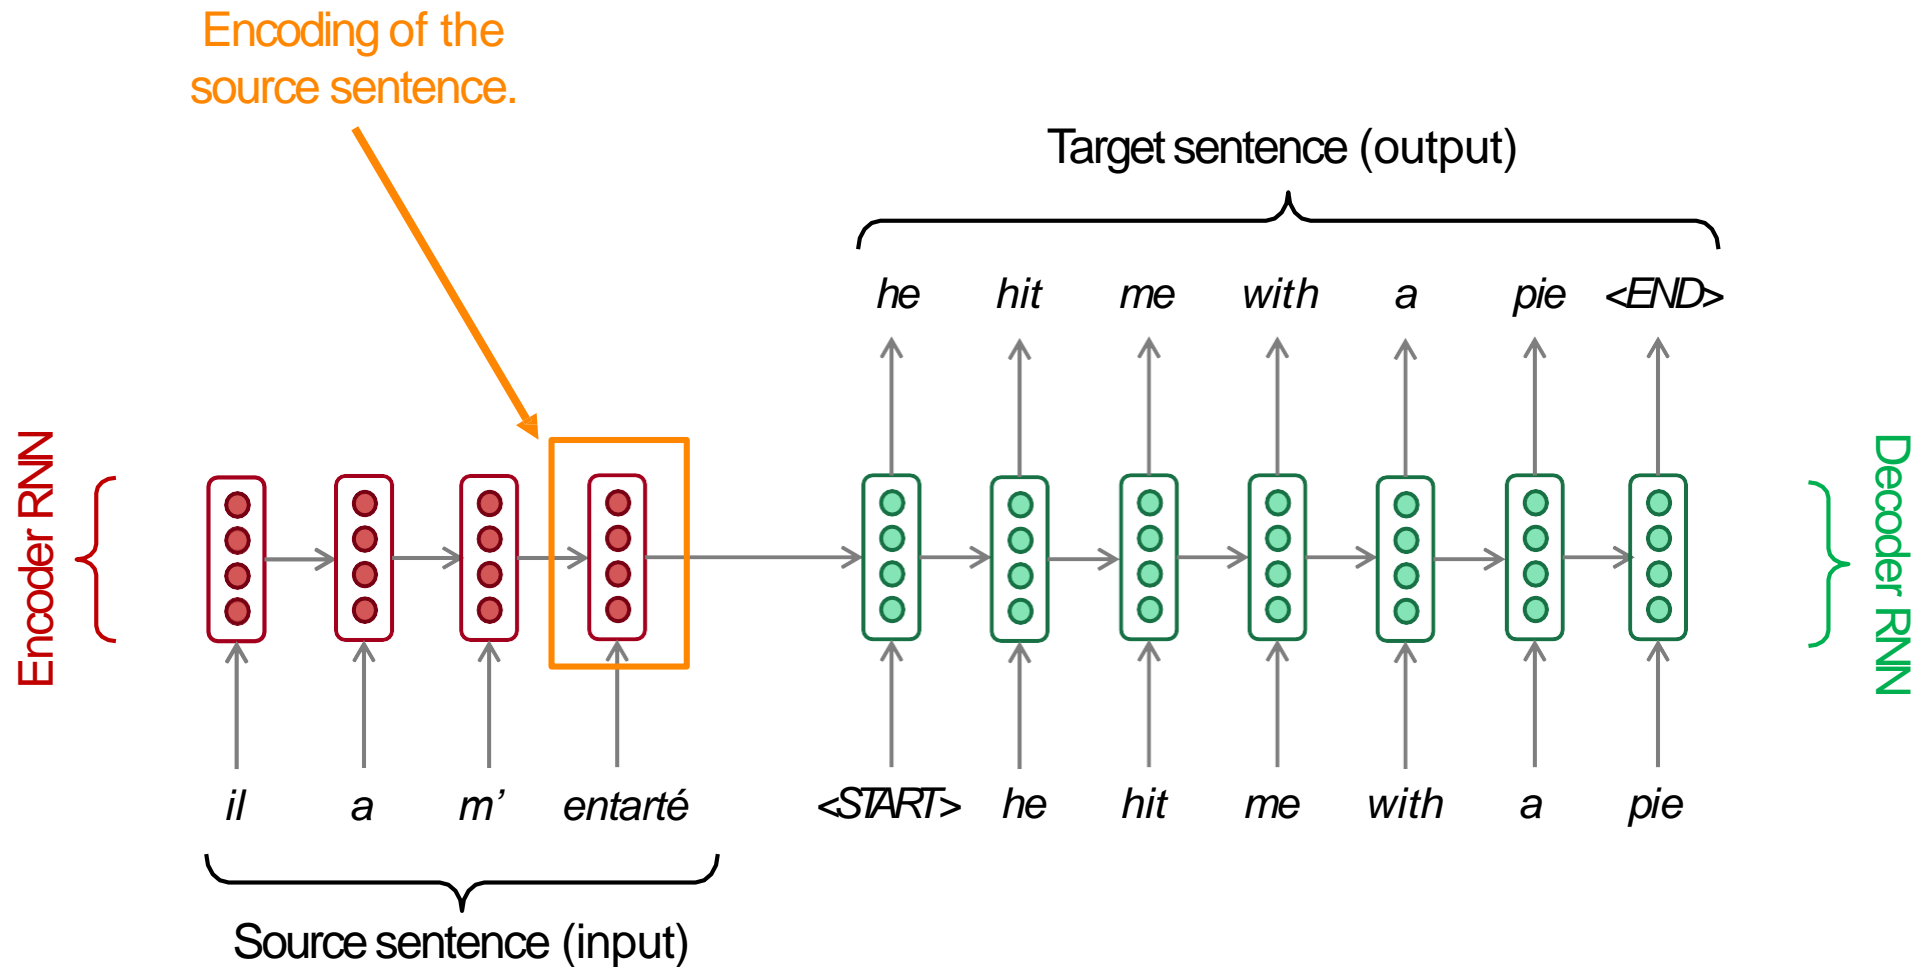 Encoding of the
source sentence.
Target sentence (output)
he hit me with a pie <END>
Encoder RNN
Decoder RNN
il a m’ entarté <START> he hit me with a pie
Source sentence (input)